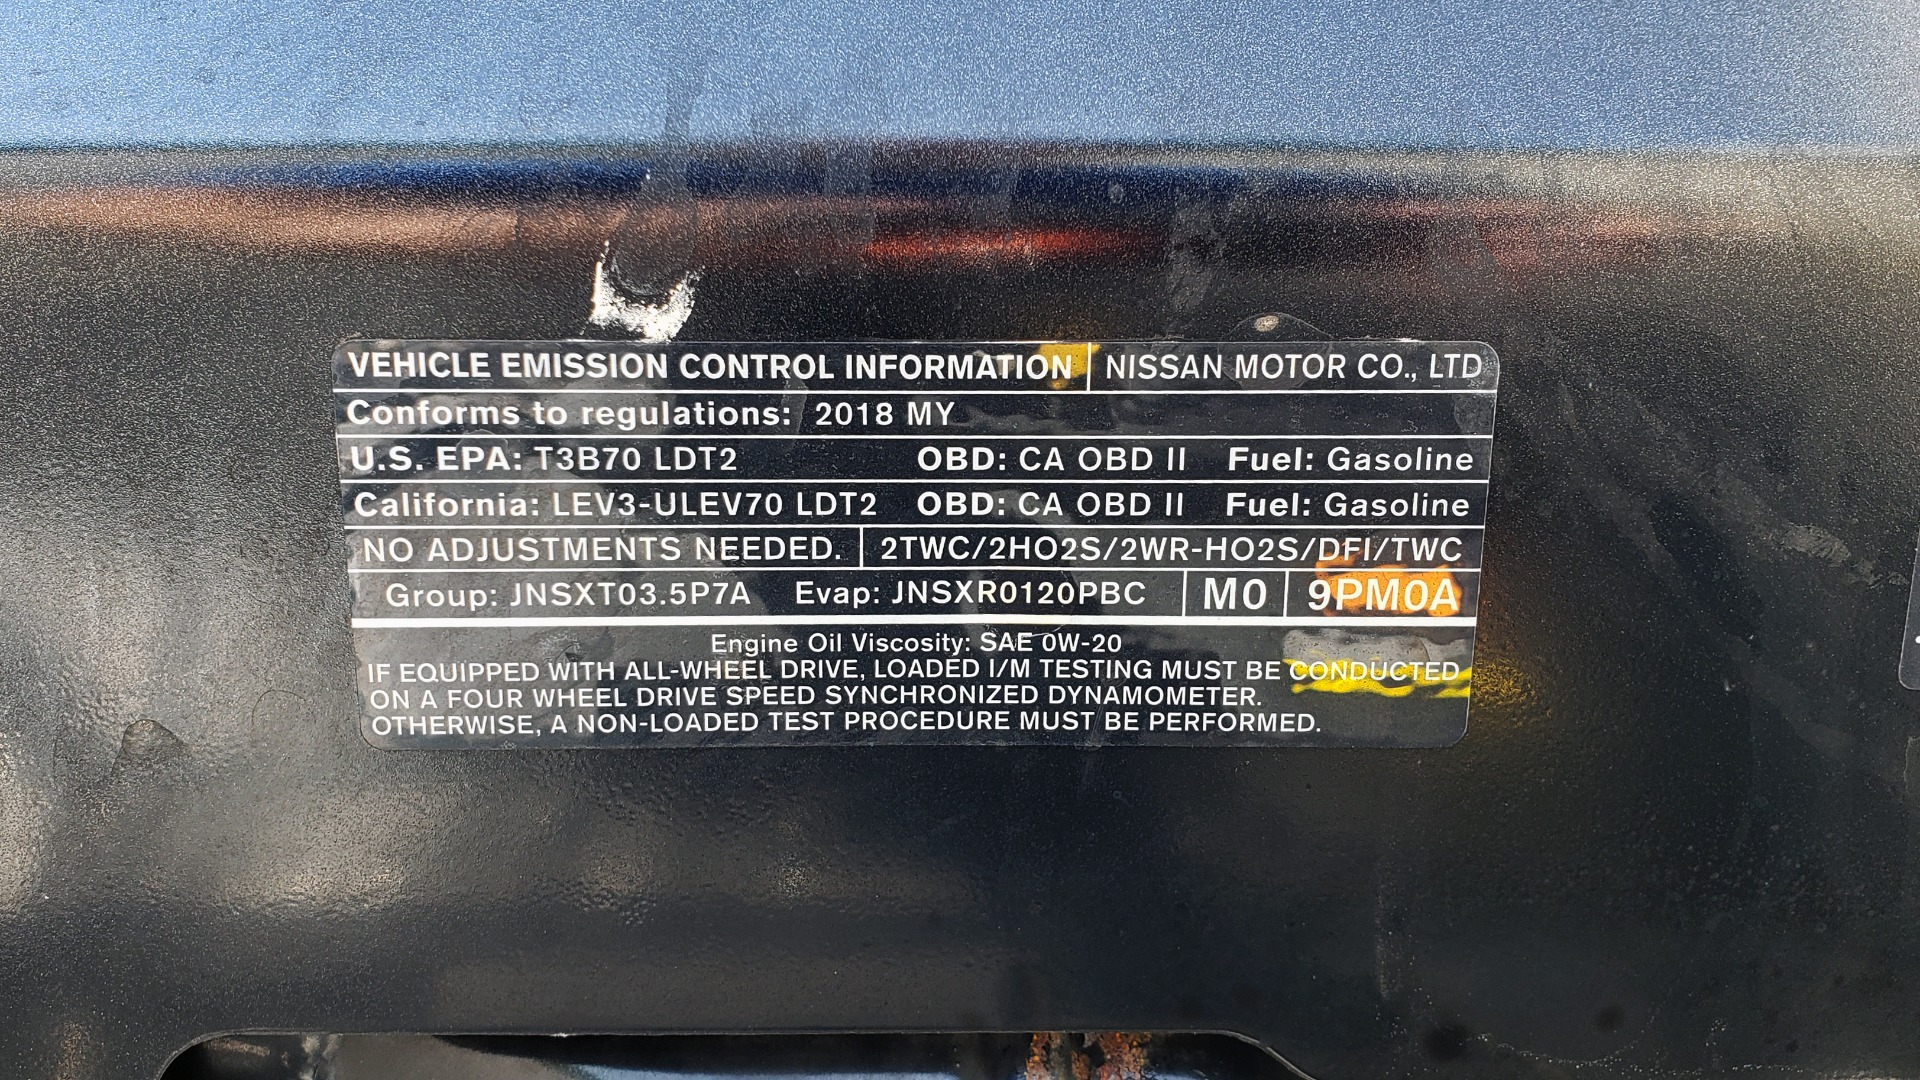 VEHICLE EMISSION CONTROL INFORMATION NISSAN MOTOR CO., LTD
Conforms to regulations: 2018 MY
U.S. EPA: T3B70 LDT2 OBD: CA OBD II Fuel: Gasoline
California: LEV3-ULEV70 LDT2 OBD: CA OBD II Fuel: Gasoline
NO ADJUSTMENTS NEEDED. 2TWC/2HO2S/2WR-HO2S/DFI/TWC
Group: JNSXT03.5P7A Evap: JNSXR0120PBC M0 9PM0A
Engine Oil Viscosity: SAE 0W-20
IF EQUIPPED WITH ALL-WHEEL DRIVE, LOADED I/M TESTING MUST BE CONDUCTED
ON A FOUR WHEEL DRIVE SPEED SYNCHRONIZED DYNAMOMETER.
OTHERWISE, A NON-LOADED TEST PROCEDURE MUST BE PERFORMED.